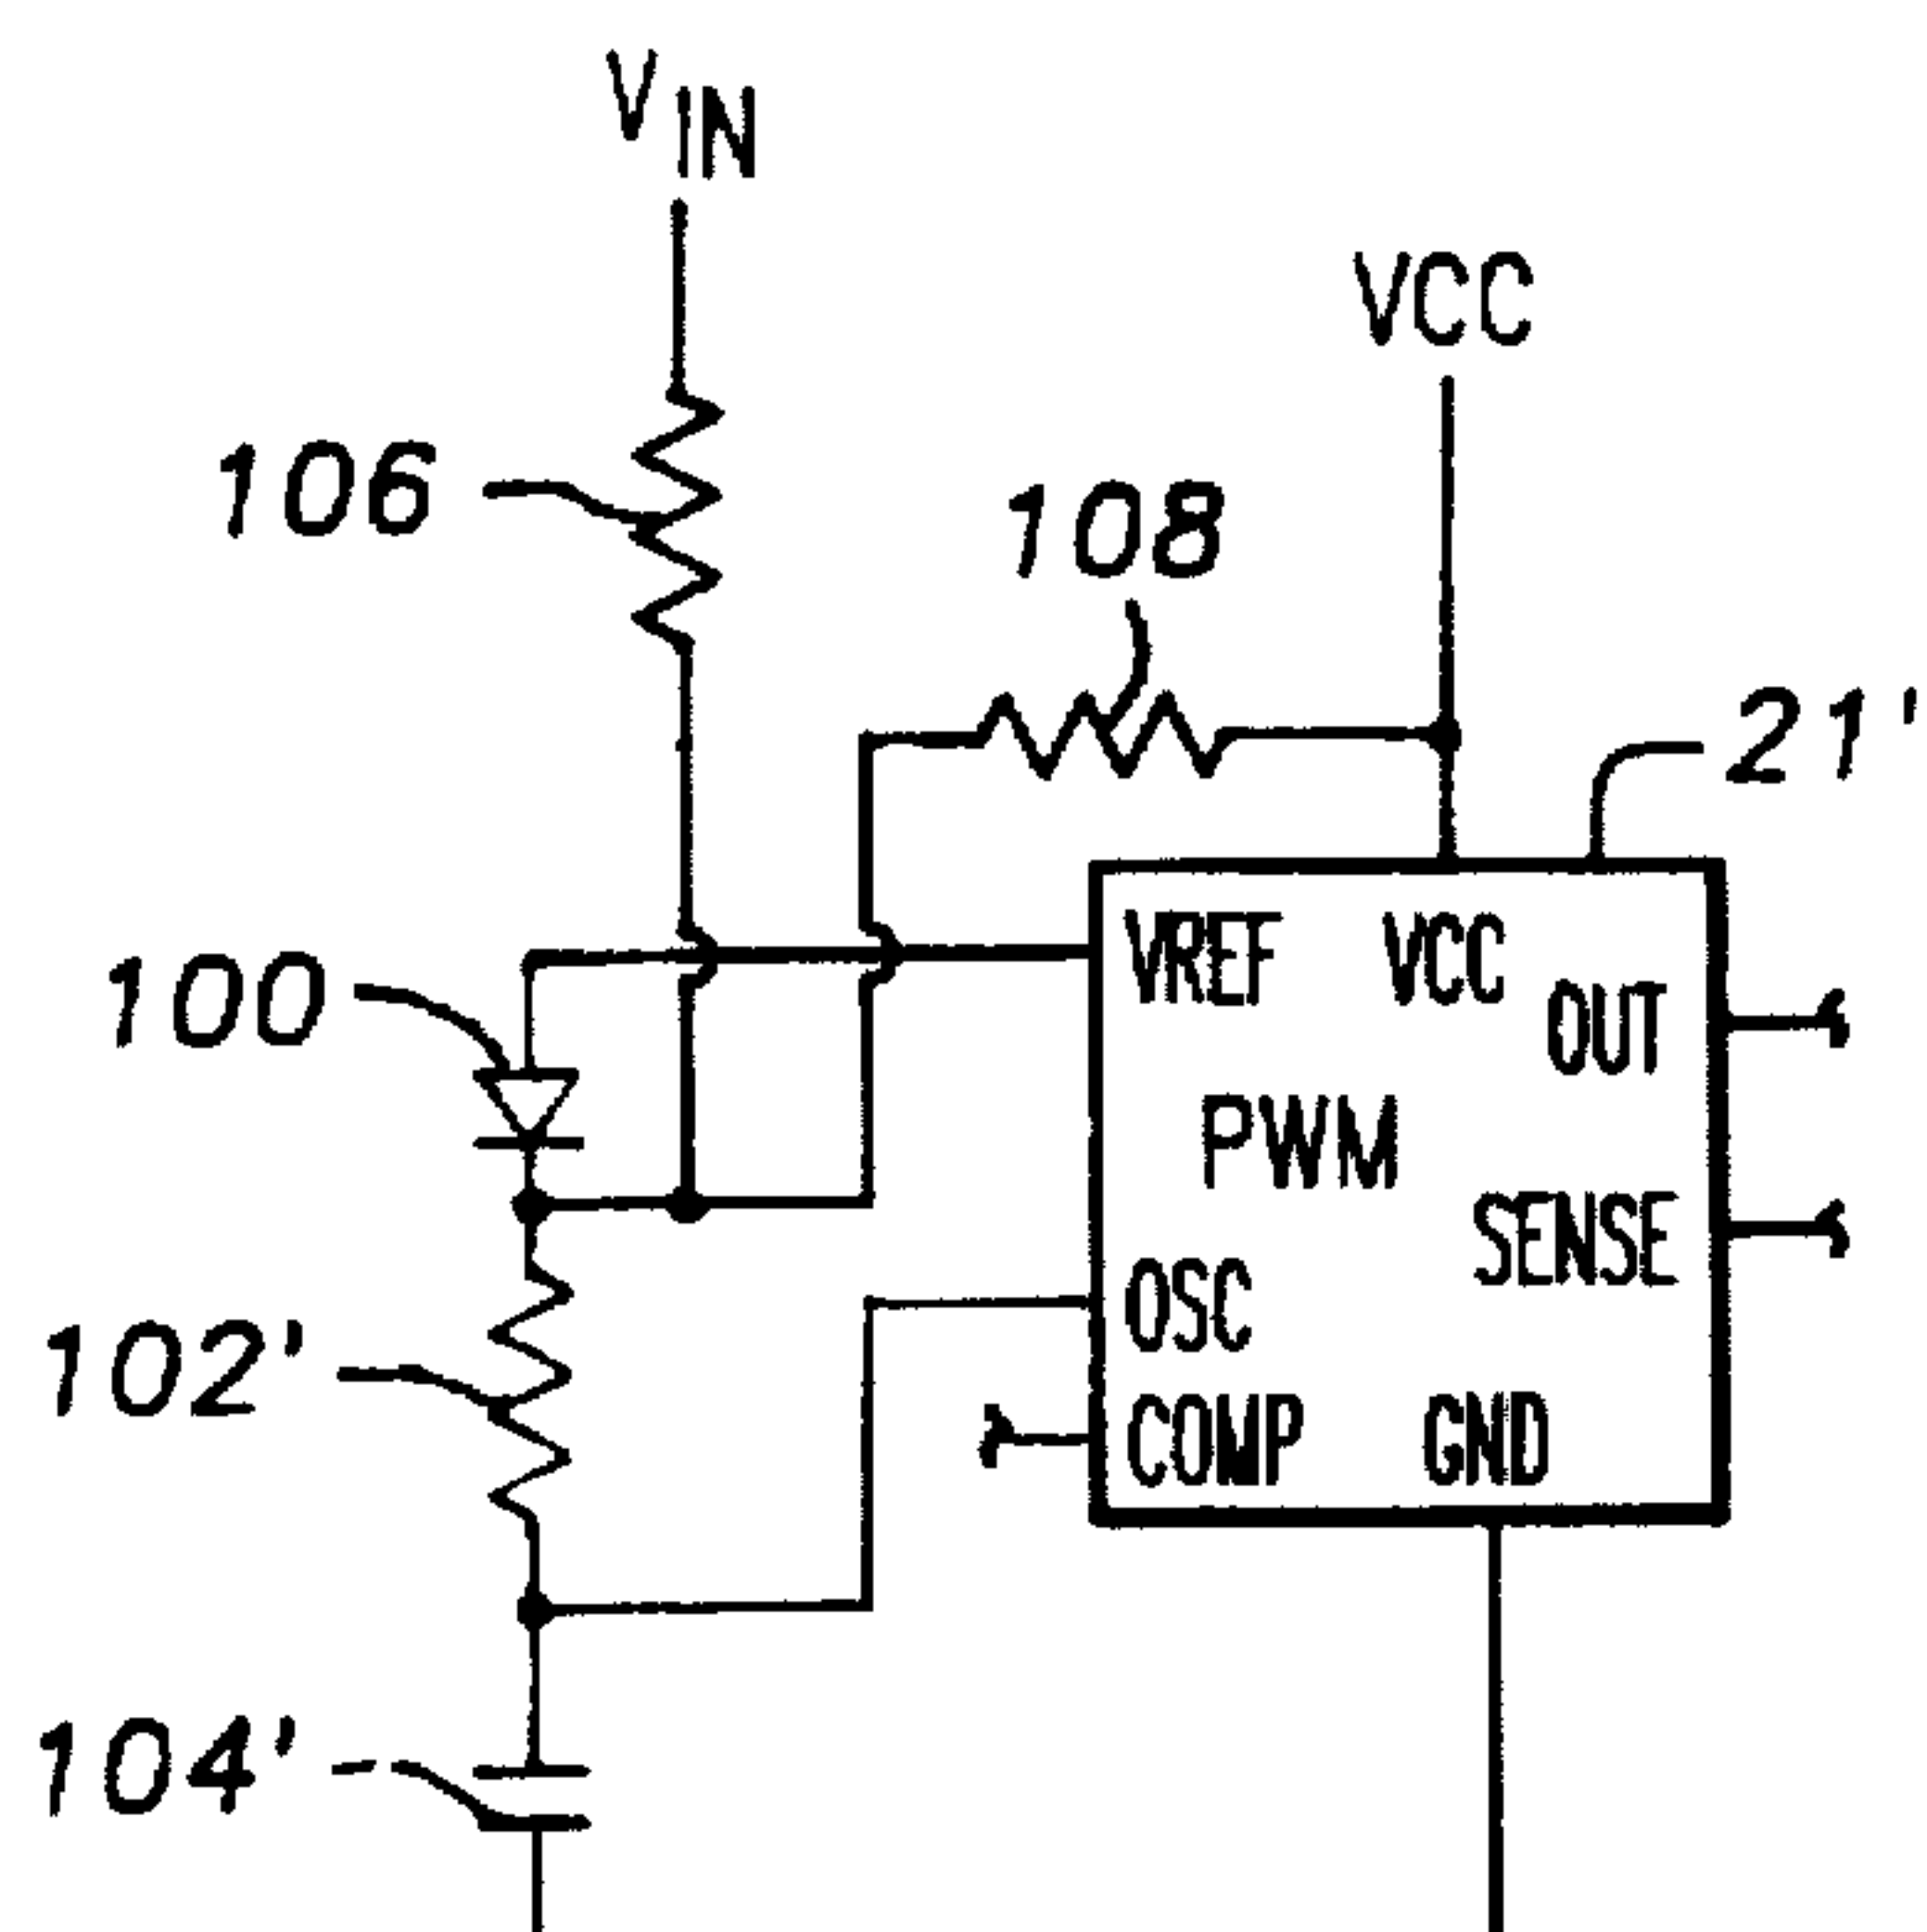 VIN
VCC
106
108
21'
VREF
VCC
100
OUT
PWM
SENSE
OSC
102'
COMP
GND
104'